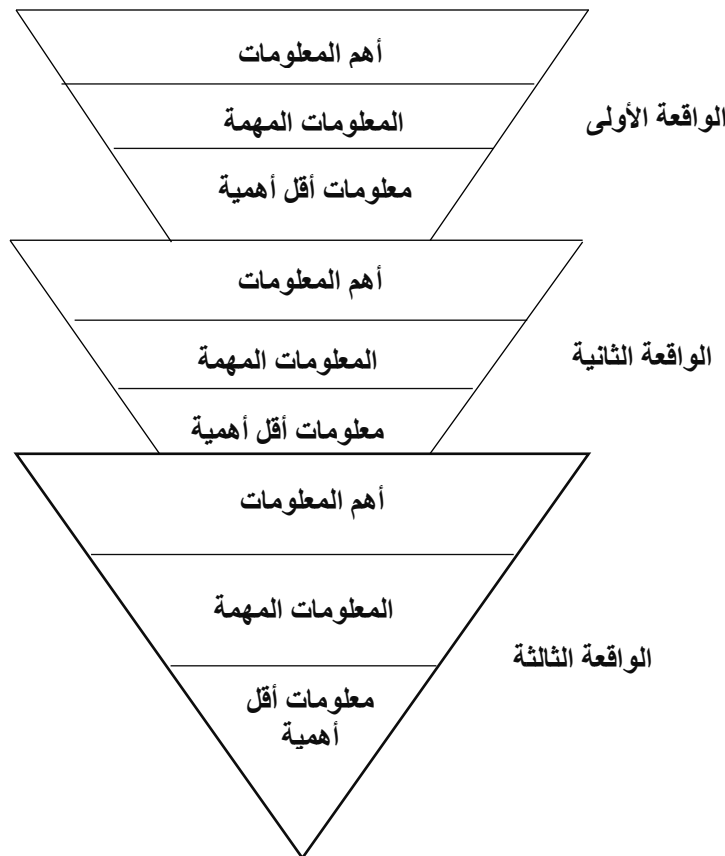 أهم المعلومات
المعلومات المهمة
الواقعة الأولى
معلومات أقل أهمية
أهم المعلومات
المعلومات المهمة
الواقعة الثانية
معلومات أقل أهمية
أهم المعلومات
المعلومات المهمة
الواقعة الثالثة
معلومات أقل
أهمية